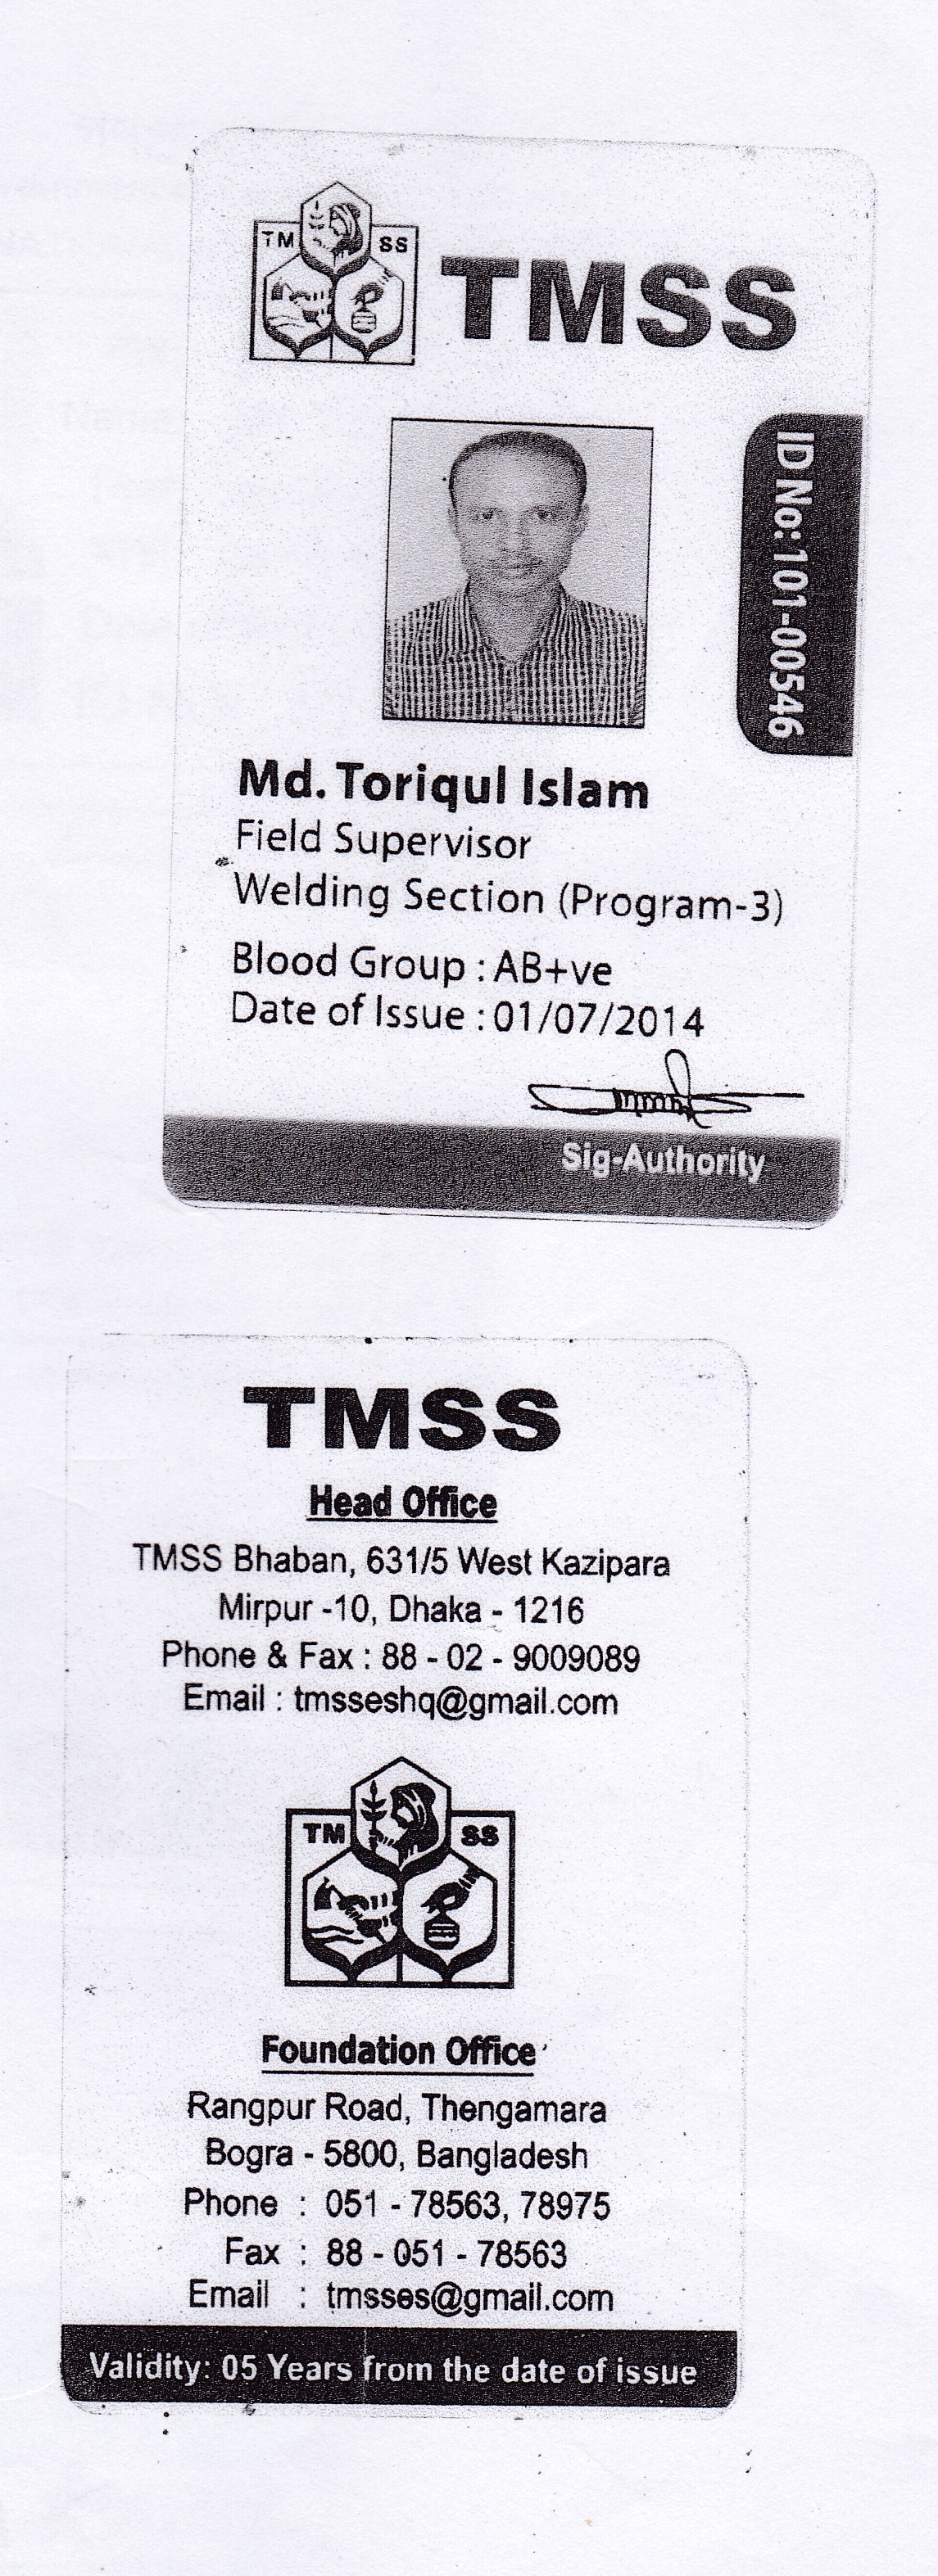 TM SS
TMSS
ID No:101-00546
Md. Toriqul Islam
Field Supervisor
Welding Section (Program-3)
Blood Group : AB+ve
Date of Issue : 01/07/2014
Sig-Authority
TMSS
Head Office
TMSS Bhaban, 631/5 West Kazipara
Mirpur -10, Dhaka - 1216
Phone & Fax : 88 - 02 - 9009089
Email : tmsseshq@gmail.com
TM SS
Foundation Office
Rangpur Road, Thengamara
Bogra - 5800, Bangladesh
Phone : 051 - 78563, 78975
Fax : 88 - 051 - 78563
Email : tmsses@gmail.com
Validity: 05 Years from the date of issue